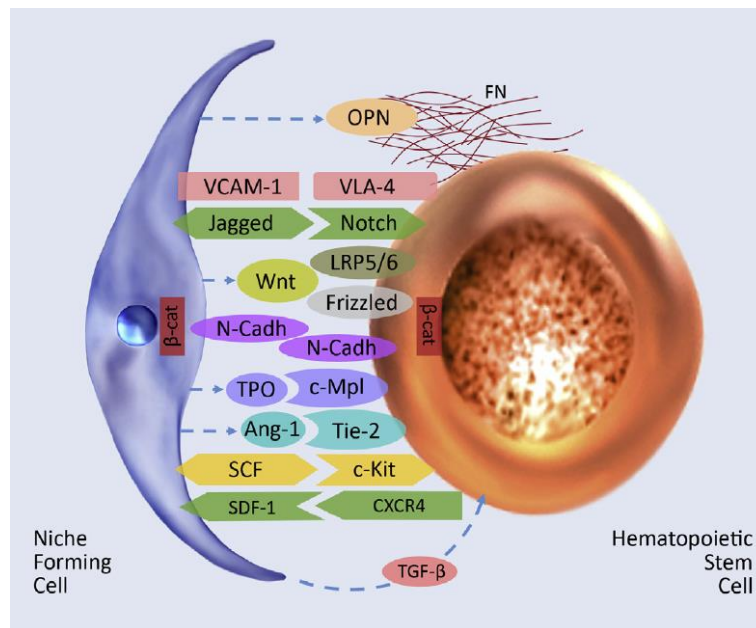 FN
OPN
VCAM-1 VLA-4
Jagged Notch
LRP5/6
Wnt
Frizzled
β-cat
N-Cadh
N-Cadh
β-cat
TPO c-Mpl
Ang-1 Tie-2
SCF c-Kit
SDF-1 CXCR4
Niche
Forming
Cell
Hematopoietic
Stem
Cell
TGF-β